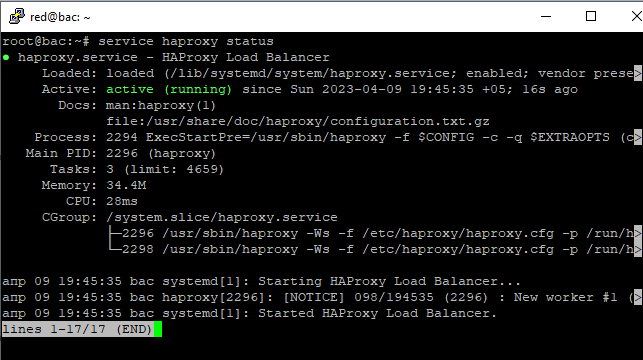 red@bac: ~
root@bac:~# service haproxy status
● haproxy.service - HAProxy Load Balancer
Loaded: loaded (/lib/systemd/system/haproxy.service; enabled; vendor prese>
Active: active (running) since Sun 2023-04-09 19:45:35 +05; 16s ago
Docs: man:haproxy(1)
file:/usr/share/doc/haproxy/configuration.txt.gz
Process: 2294 ExecStartPre=/usr/sbin/haproxy -f $CONFIG -c -q $EXTRAOPTS (c>
Main PID: 2296 (haproxy)
Tasks: 3 (limit: 4659)
Memory: 34.4M
CPU: 28ms
CGroup: /system.slice/haproxy.service
├─2296 /usr/sbin/haproxy -Ws -f /etc/haproxy/haproxy.cfg -p /run/h>
└─2298 /usr/sbin/haproxy -Ws -f /etc/haproxy/haproxy.cfg -p /run/h>
апр 09 19:45:35 bac systemd[1]: Starting HAProxy Load Balancer...
апр 09 19:45:35 bac haproxy[2296]: [NOTICE] 098/194535 (2296) : New worker #1 (>
апр 09 19:45:35 bac systemd[1]: Started HAProxy Load Balancer.
lines 1-17/17 (END)